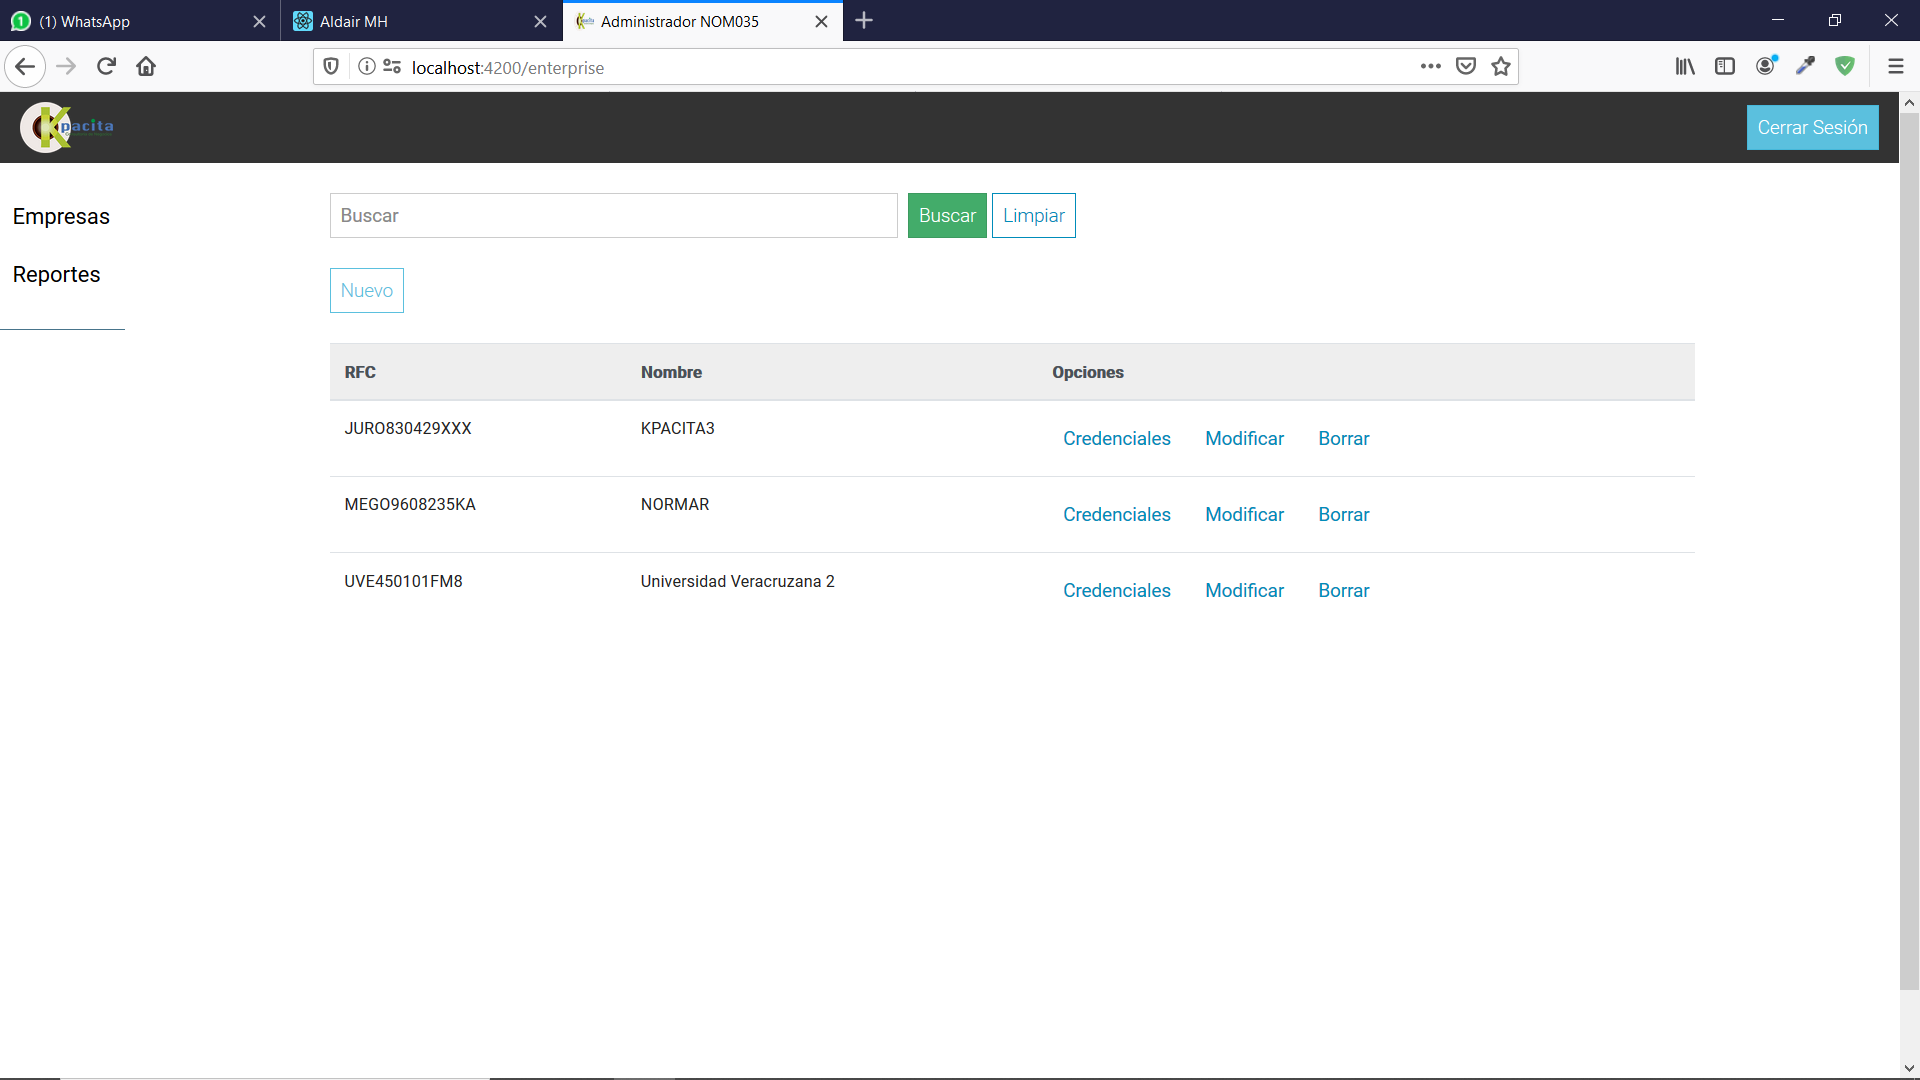 (1) WhatsApp
Aldair MH
Administrador NOM035
localhost:4200/enterprise
Kpacita
Cerrar Sesión
Empresas
Reportes
Buscar Buscar Limpiar
Nuevo
RFC Nombre Opciones
JURO830429XXX KPACITA3 Credenciales Modificar Borrar
MEGO9608235KA NORMAR Credenciales Modificar Borrar
UVE450101FM8 Universidad Veracruzana 2 Credenciales Modificar Borrar